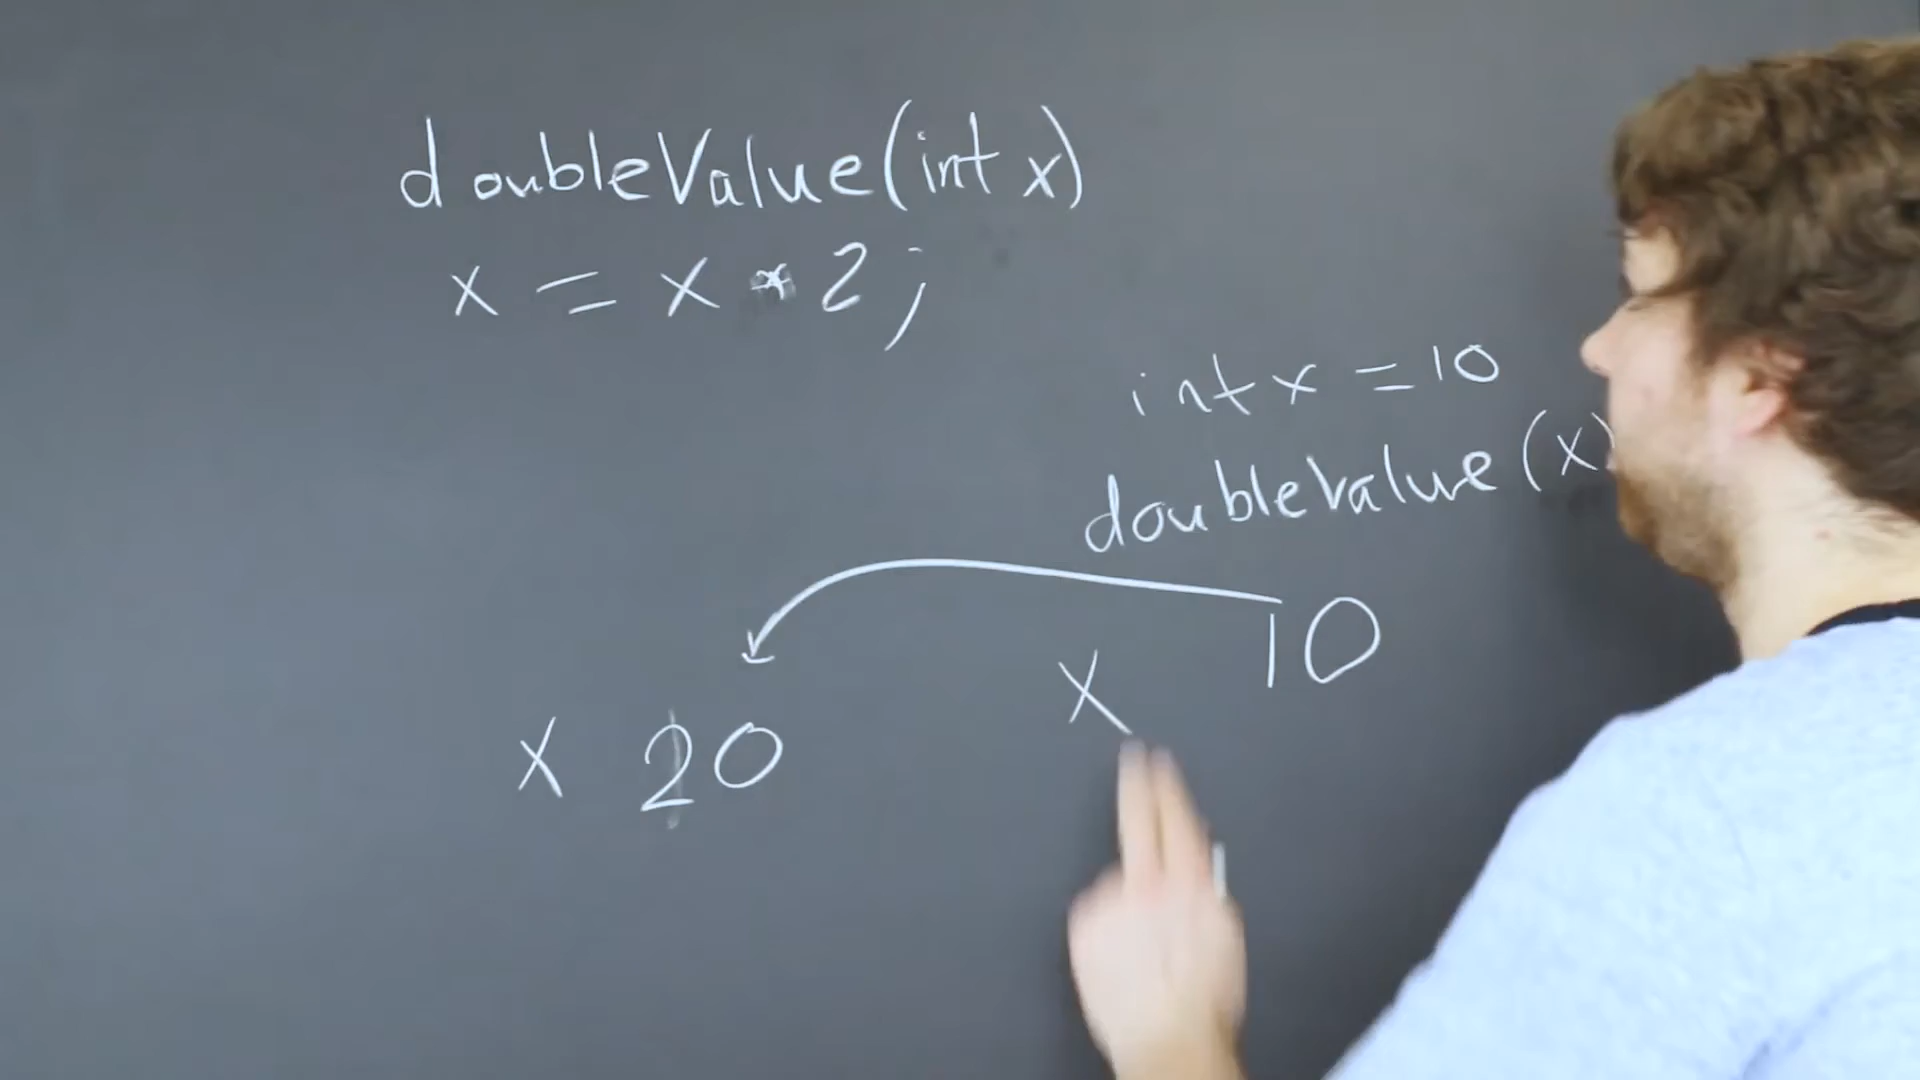 doubleValue(int x)
x = x * 2;
int x = 10
doubleValue(x)
x 10
x 20